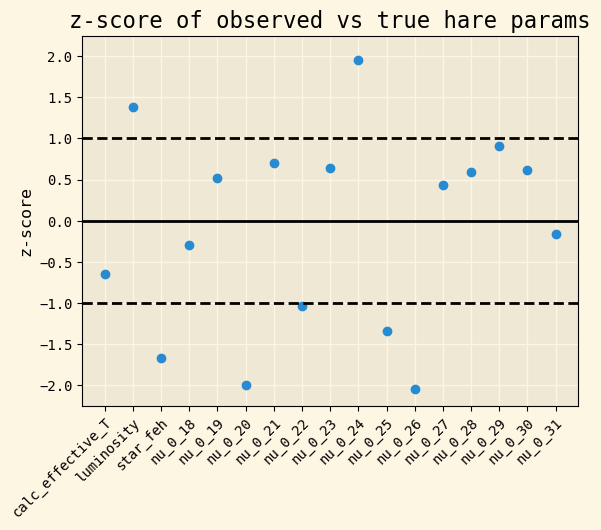 z-score of observed vs true hare params
z-score
2.0
1.5
1.0
0.5
0.0
−0.5
−1.0
−1.5
−2.0
calc_effective_T
luminosity
star_feh
nu_0_18
nu_0_19
nu_0_20
nu_0_21
nu_0_22
nu_0_23
nu_0_24
nu_0_25
nu_0_26
nu_0_27
nu_0_28
nu_0_29
nu_0_30
nu_0_31